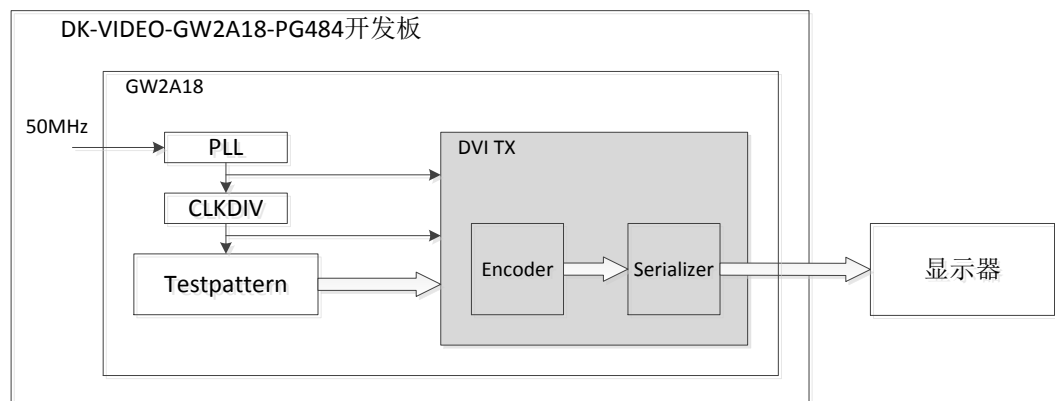 DK-VIDEO-GW2A18-PG484开发板
GW2A18
50MHz
PLL
DVI TX
CLKDIV
Testpattern
Encoder
Serializer
显示器